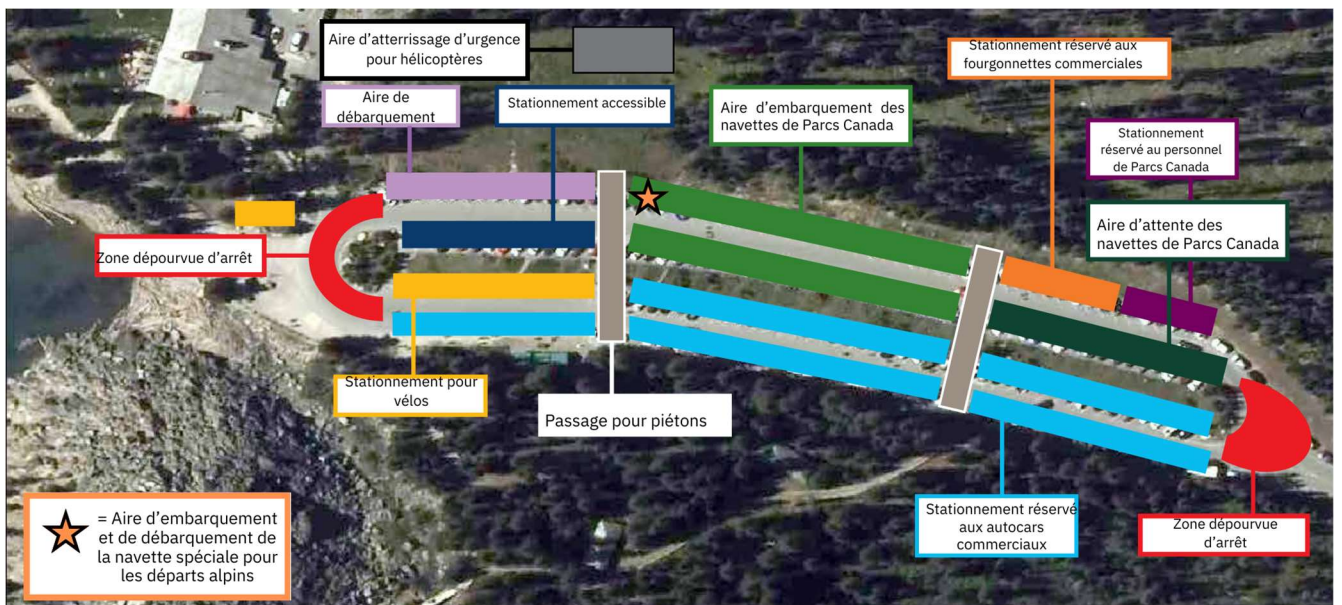 Aire d'atterrissage d'urgence
pour hélicoptères
Stationnement réservé aux
fourgonnettes commerciales
Aire de
débarquement
Stationnement accessible
Aire d'embarquement des
navettes de Parcs Canada
Stationnement
réservé au personnel
de Parcs Canada
Aire d'attente des
navettes de Parcs Canada
Zone dépourvue d'arrêt
Stationnement pour
vélos
Passage pour piétons
Stationnement réservé
aux autocars
commerciaux
Zone dépourvue
d'arrêt
= Aire d'embarquement
et de débarquement de
la navette spéciale pour
les départs alpins